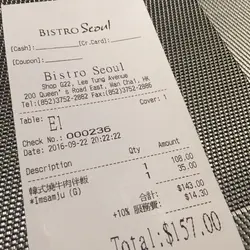 BISTRO Seoul
(Cash):__________(Cr.Card):__________
(Coupon):__________
Bistro Seoul
Shop G22, Lee Tung Avenue
200 Queen's Road East, Wan Chai, HK
Tel:(852)3752-2882 Fax:(852)3752-2886
Cover: 1
Table: E1
Check No.: 000236
Date: 2016-09-22 20:22:22
Description Qty Amount
韓式燒牛肉伴飯 1 108.00
*Imsamju (G) 1 35.00
合計: $143.00
+10% 服務費: $14.30
Total:$157.00